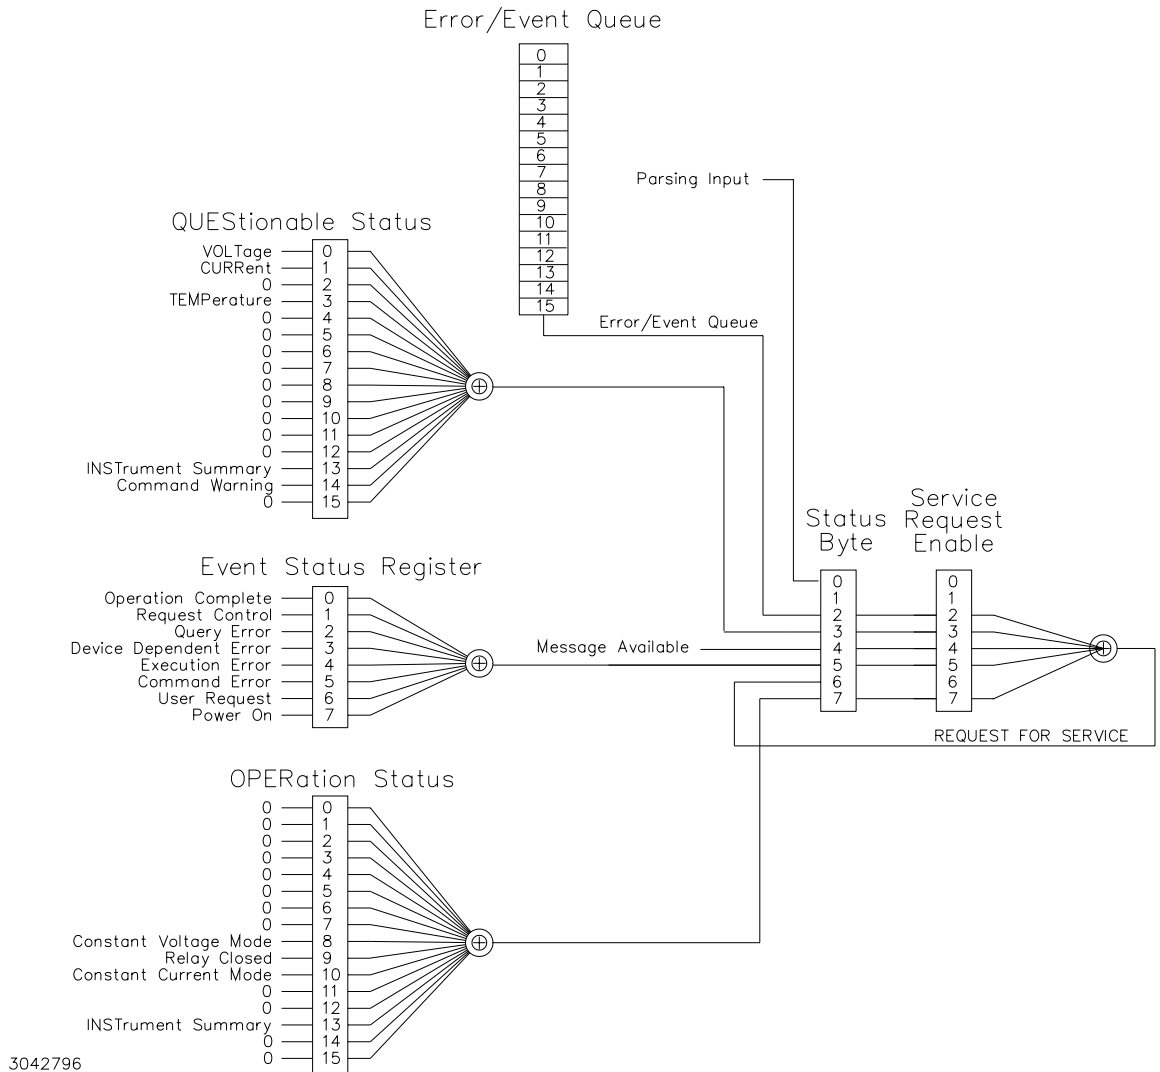 Error/Event Queue
0
1
2
3
4
5
6
7
8
9
10
11
12
13
14
15
Error/Event Queue
Parsing Input
QUEStionable Status
VOLTage 0
CURRent 1
0 2
TEMPerature 3
0 4
0 5
0 6
0 7
0 8
0 9
0 10
0 11
0 12
INSTrument Summary 13
Command Warning 14
0 15
Event Status Register
Operation Complete 0
Request Control 1
Query Error 2
Device Dependent Error 3
Execution Error 4
Command Error 5
User Request 6
Power On 7
Message Available
Status
Byte
0
1
2
3
4
5
6
7
Service
Request
Enable
0
1
2
3
4
5
6
7
REQUEST FOR SERVICE
OPERation Status
0 0
0 1
0 2
0 3
0 4
0 5
0 6
0 7
Constant Voltage Mode 8
Relay Closed 9
Constant Current Mode 10
0 11
0 12
INSTrument Summary 13
0 14
0 15
3042796